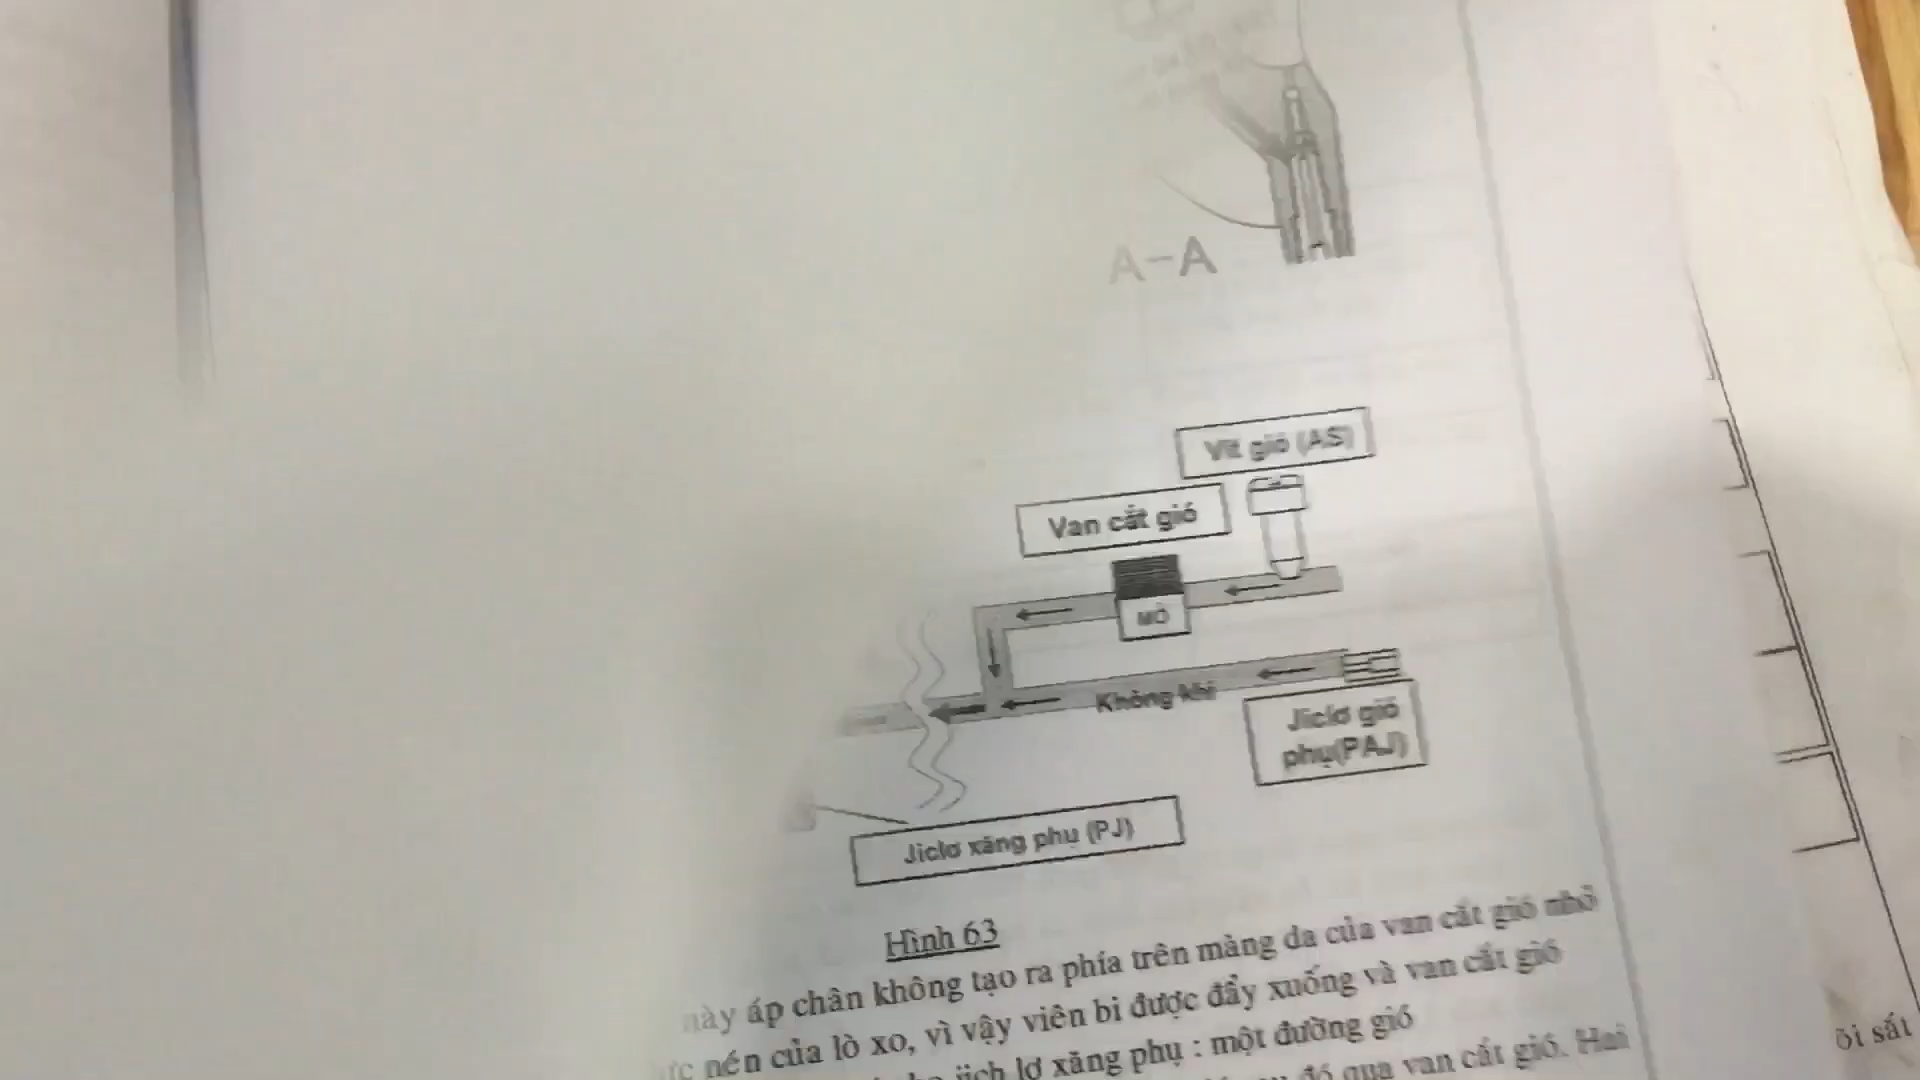 A-A
Vít gió (AS)
Van cắt gió
MỞ
Không khí
Jiclơ gió
phụ(PAJ)
Jiclơ xăng phụ (PJ)
Hình 63
này áp chân không tạo ra phía trên màng da của van cắt gió nhỏ
nén của lò xo, vì vậy viên bi được đẩy xuống và van cắt gió
lơ xăng phụ : một đường gió
đó qua van cắt gió. Hai
sắt